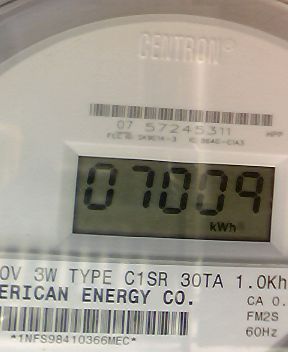 CENTRON®
07 57245311
HPP
07009
kWh
0V 3W TYPE C1SR 30TA 1.0Kh
ERICAN ENERGY CO.
CA 0.
FM2S
60Hz
*1NFS98410366MEC*